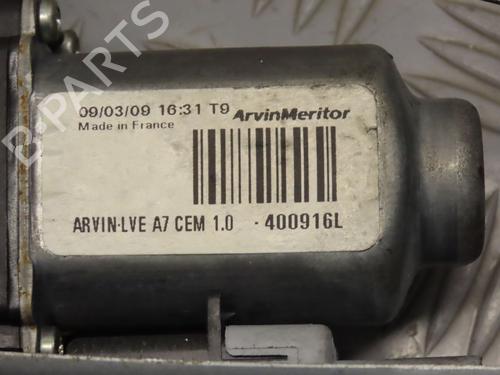 B-PARTS
09/03/09 16:31 T9 ArvinMeritor
Made in France
ARVIN-LVE A7 CEM 1.0 - 400916L